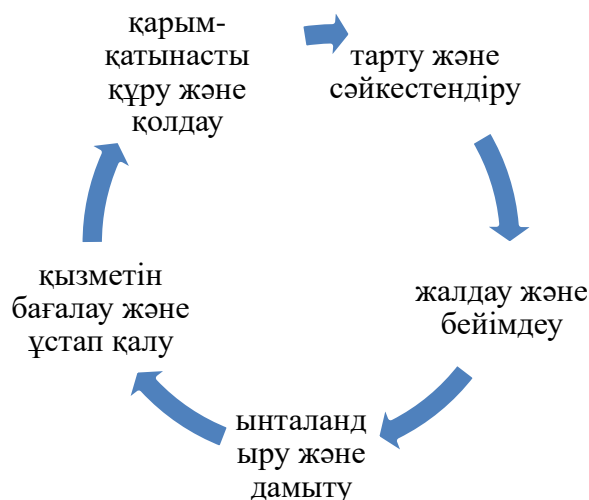 қарым-
қатынасты
құру және
қолдау
тарту және
сәйкестендіру
жалдау және
бейімдеу
ынталанд
ыру және
дамыту
қызметін
бағалау және
ұстап қалу